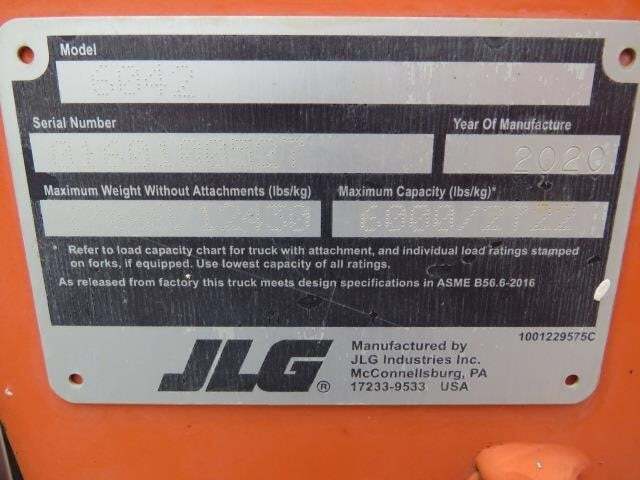 Model
6042
Serial Number
Year Of Manufacture
2020
Maximum Weight Without Attachments (lbs/kg)
Maximum Capacity (lbs/kg)*
6000/2722
* Refer to load capacity chart for truck with attachment, and individual load ratings stamped
on forks, if equipped. Use lowest capacity of all ratings.
As released from factory this truck meets design specifications in ASME B56.6-2016
1001229575C
JLG®
Manufactured by
JLG Industries Inc.
McConnellsburg, PA
17233-9533 USA